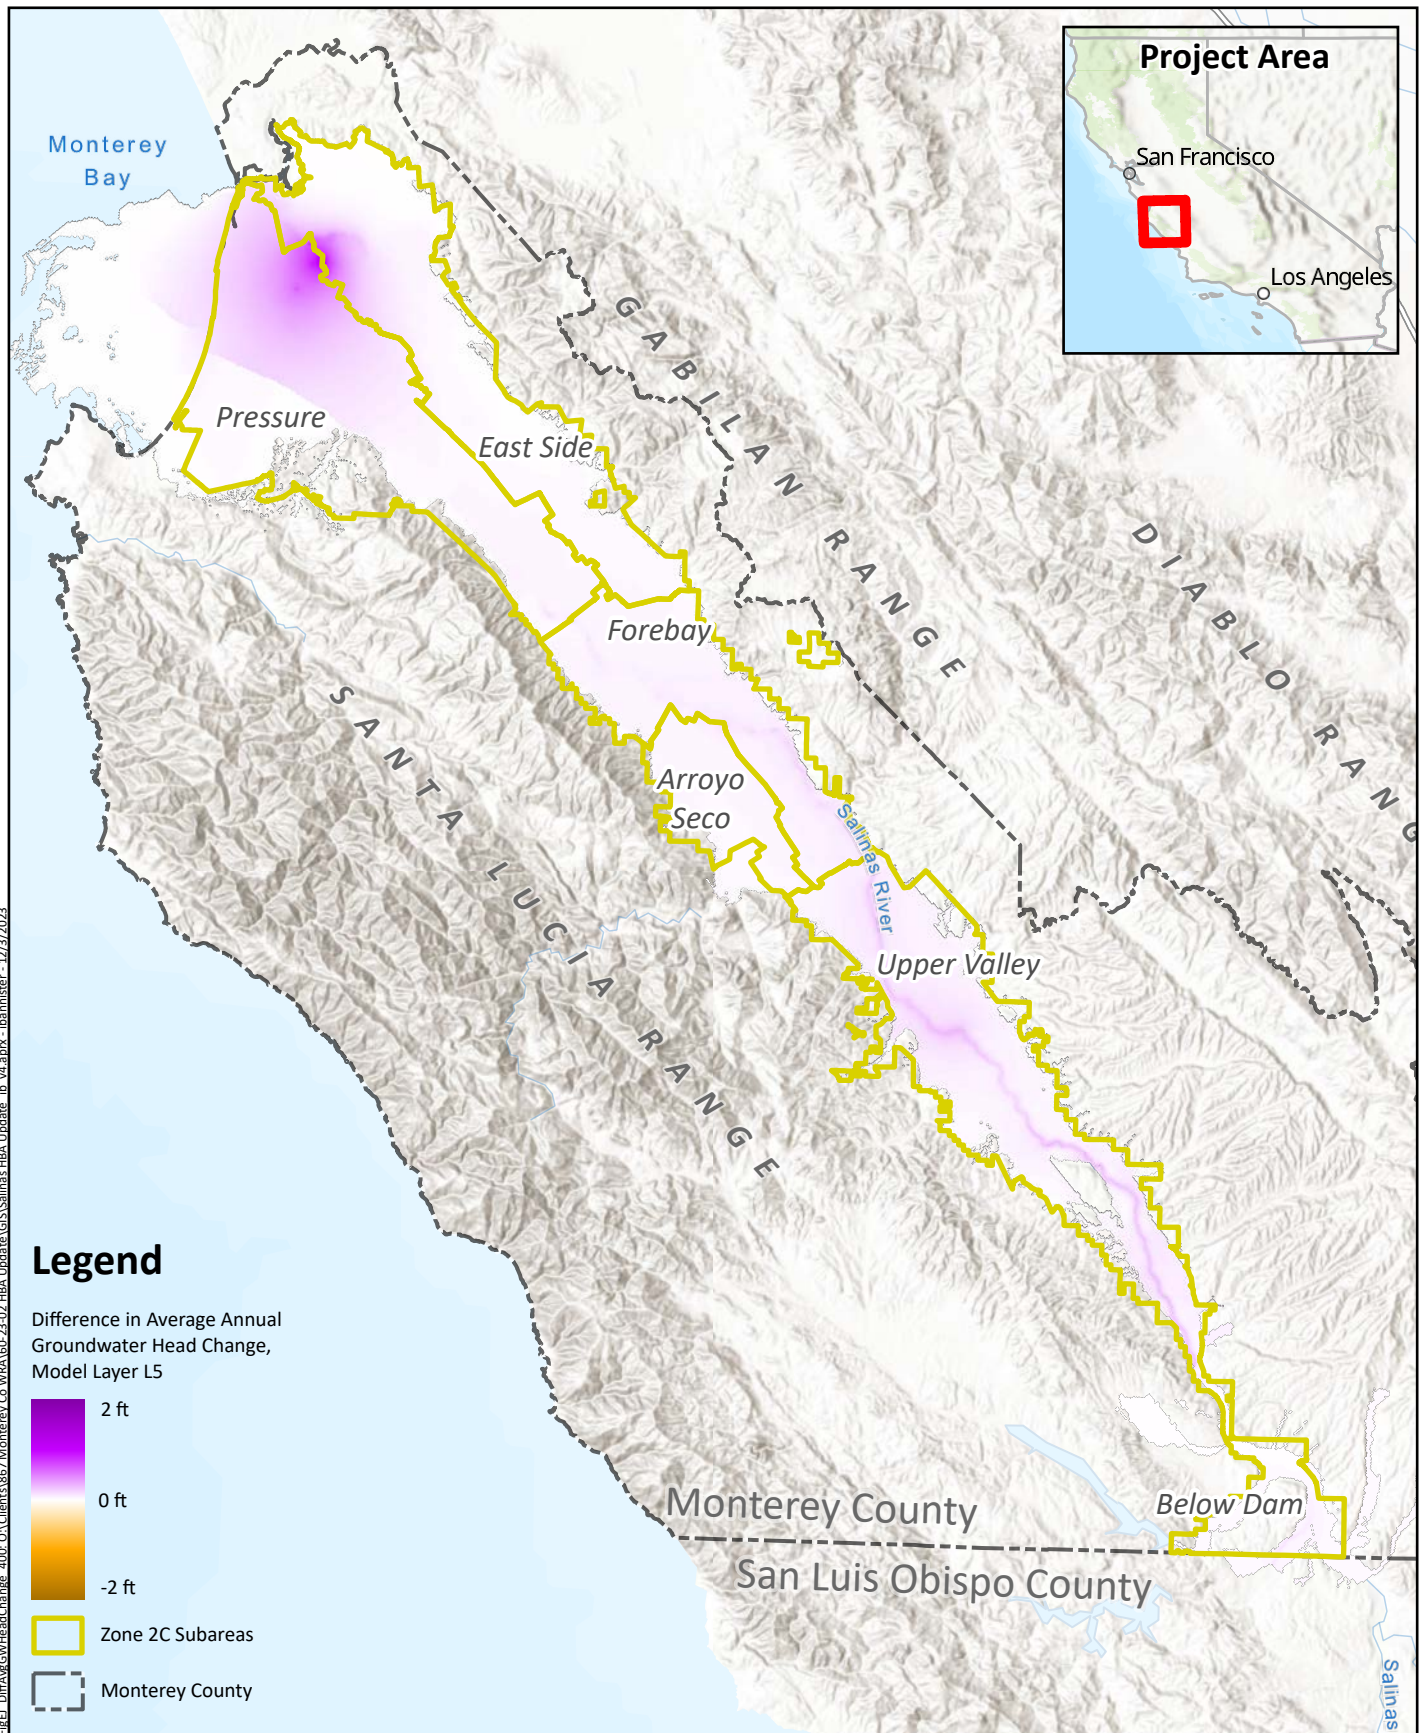 Project Area
San Francisco
Los Angeles
Monterey
Bay
GABILAN RANGE
DIABLO RANG
Pressure
East Side
Forebay
SANTA LUCIA RANGE
Arroyo
Seco
Salinas River
Upper Valley
Below Dam
Monterey County
San Luis Obispo County
Salinas
Legend
Difference in Average Annual
Groundwater Head Change,
Model Layer L5
2 ft
0 ft
-2 ft
Zone 2C Subareas
Monterey County